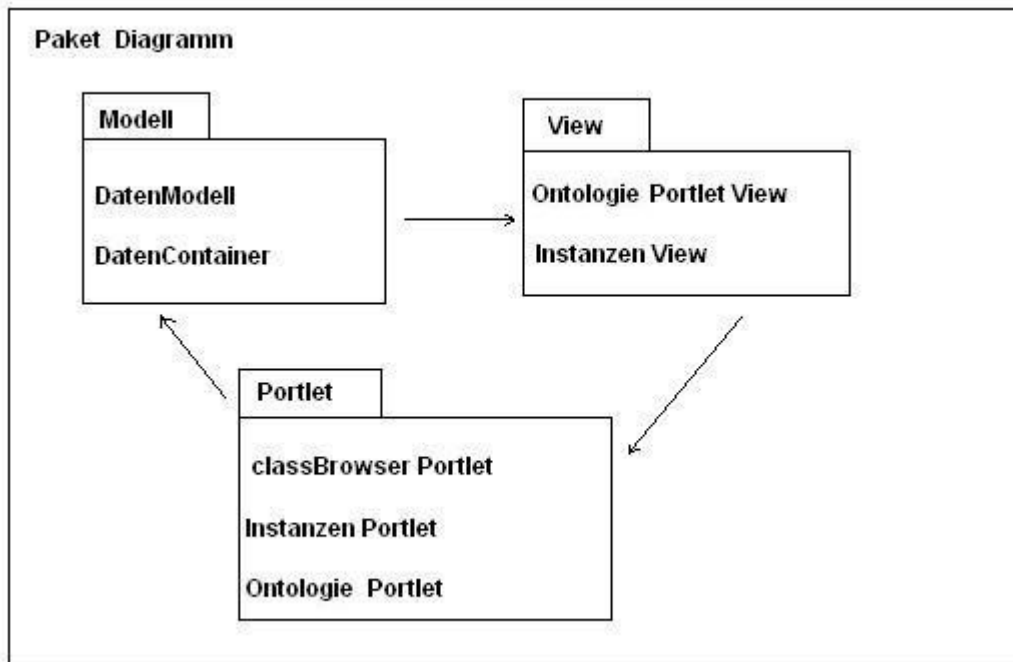 Paket Diagramm
Modell
DatenModell
DatenContainer
View
Ontologie Portlet View
Instanzen View
Portlet
classBrowser Portlet
Instanzen Portlet
Ontologie Portlet